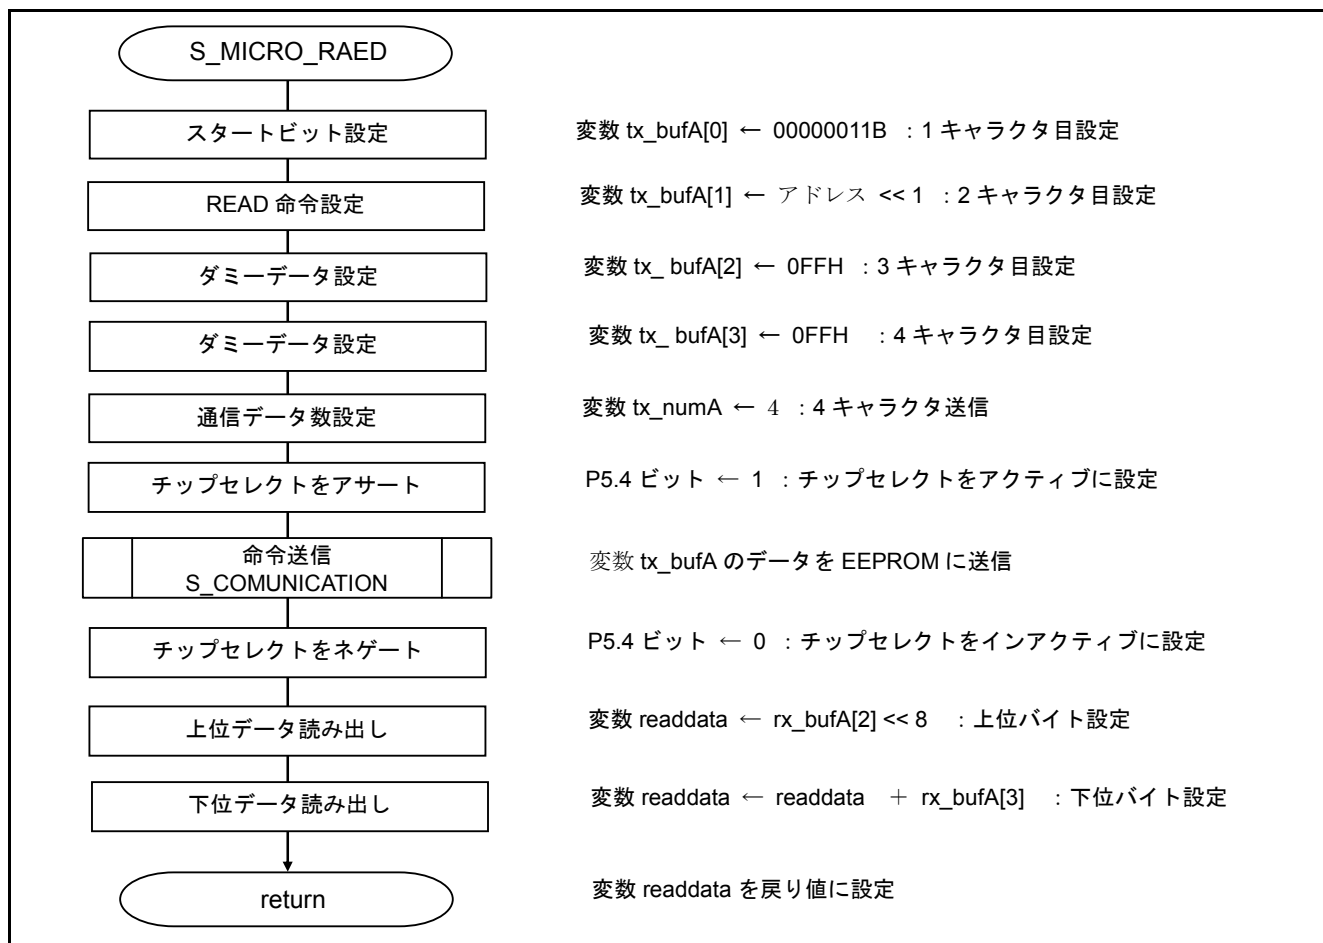 S_MICRO_RAED
スタートビット設定 変数 tx_bufA[0] ← 00000011B ：1 キャラクタ目設定
READ 命令設定 変数 tx_bufA[1] ← アドレス << 1 ：2 キャラクタ目設定
ダミーデータ設定 変数 tx_ bufA[2] ← 0FFH ：3 キャラクタ目設定
ダミーデータ設定 変数 tx_ bufA[3] ← 0FFH ：4 キャラクタ目設定
通信データ数設定 変数 tx_numA ← 4 ：4 キャラクタ送信
チップセレクトをアサート P5.4 ビット ← 1 ：チップセレクトをアクティブに設定
命令送信
S_COMUNICATION 変数 tx_bufA のデータを EEPROM に送信
チップセレクトをネゲート P5.4 ビット ← 0 ：チップセレクトをインアクティブに設定
上位データ読み出し 変数 readdata ← rx_bufA[2] << 8 ：上位バイト設定
下位データ読み出し 変数 readdata ← readdata ＋ rx_bufA[3] ：下位バイト設定
return 変数 readdata を戻り値に設定